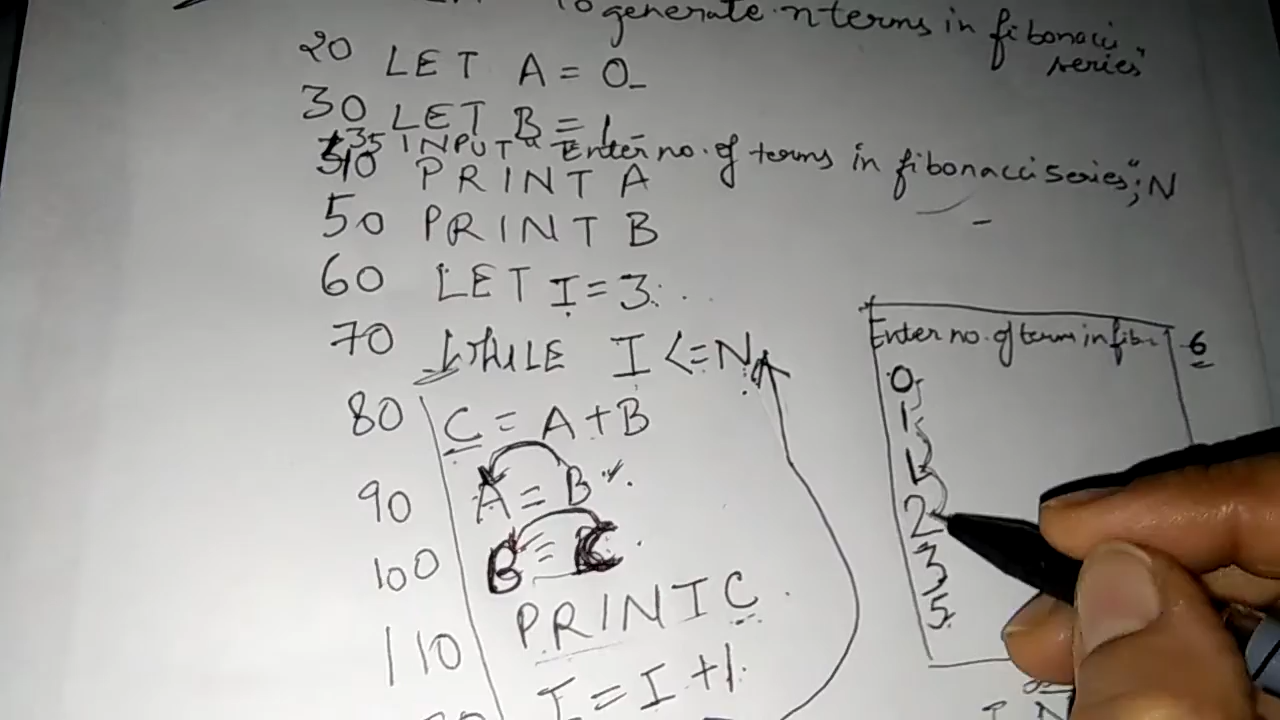 to generate n terms in fibonacci
series"
20 LET A = 0
30 LET B = 1
35 INPUT "Enter no. of terms in fibonacci series"; N
40 PRINT A
50 PRINT B
60 LET I = 3
70 WHILE I <= N
80 C = A + B
90 A = B
100 B = C
110 PRINT C
I = I + 1
Enter no. of term in fibo 6
0
1
1
2
3
5